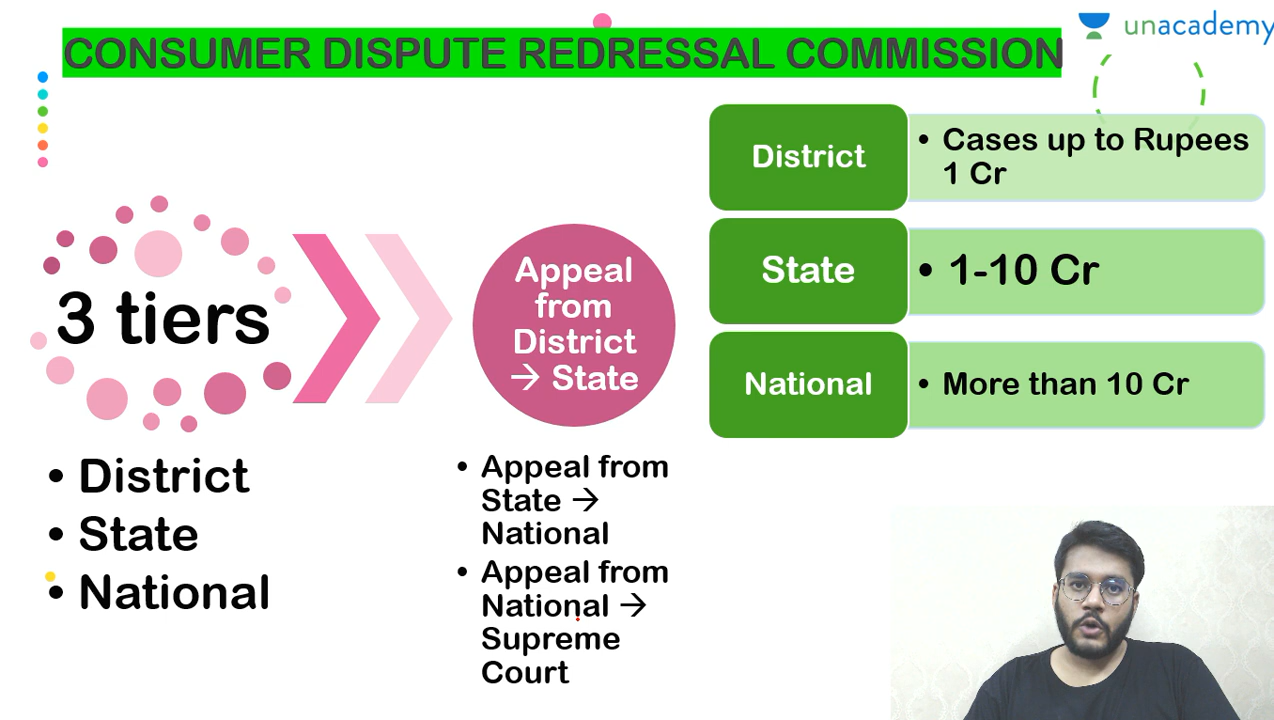 CONSUMER DISPUTE REDRESSAL COMMISSION
unacademy
3 tiers
• District
• State
• National
Appeal
from
District
→ State
• Appeal from
State →
National
• Appeal from
National →
Supreme
Court
District
• Cases up to Rupees
1 Cr
State
• 1-10 Cr
National
• More than 10 Cr